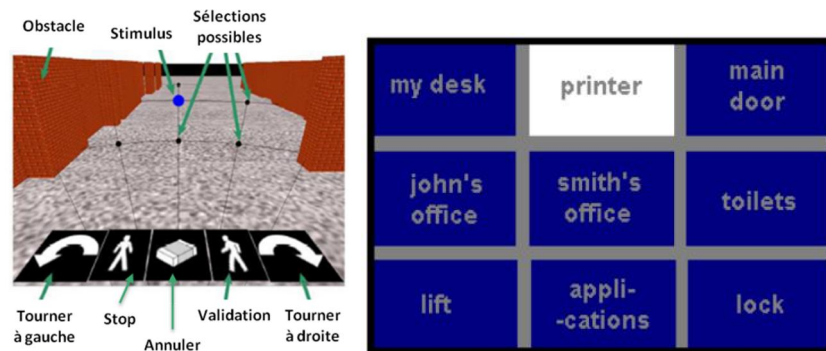 Obstacle
Stimulus
Sélections
possibles
Tourner
à gauche
Stop
Annuler
Validation
Tourner
à droite
my desk
printer
main
door
john's
office
smith's
office
toilets
lift
appli-
-cations
lock